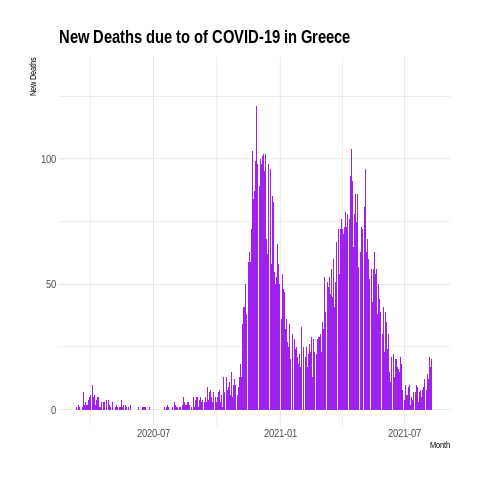 New Deaths due to of COVID-19 in Greece
New Deaths
100
50
0
2020-07 2021-01 2021-07
Month